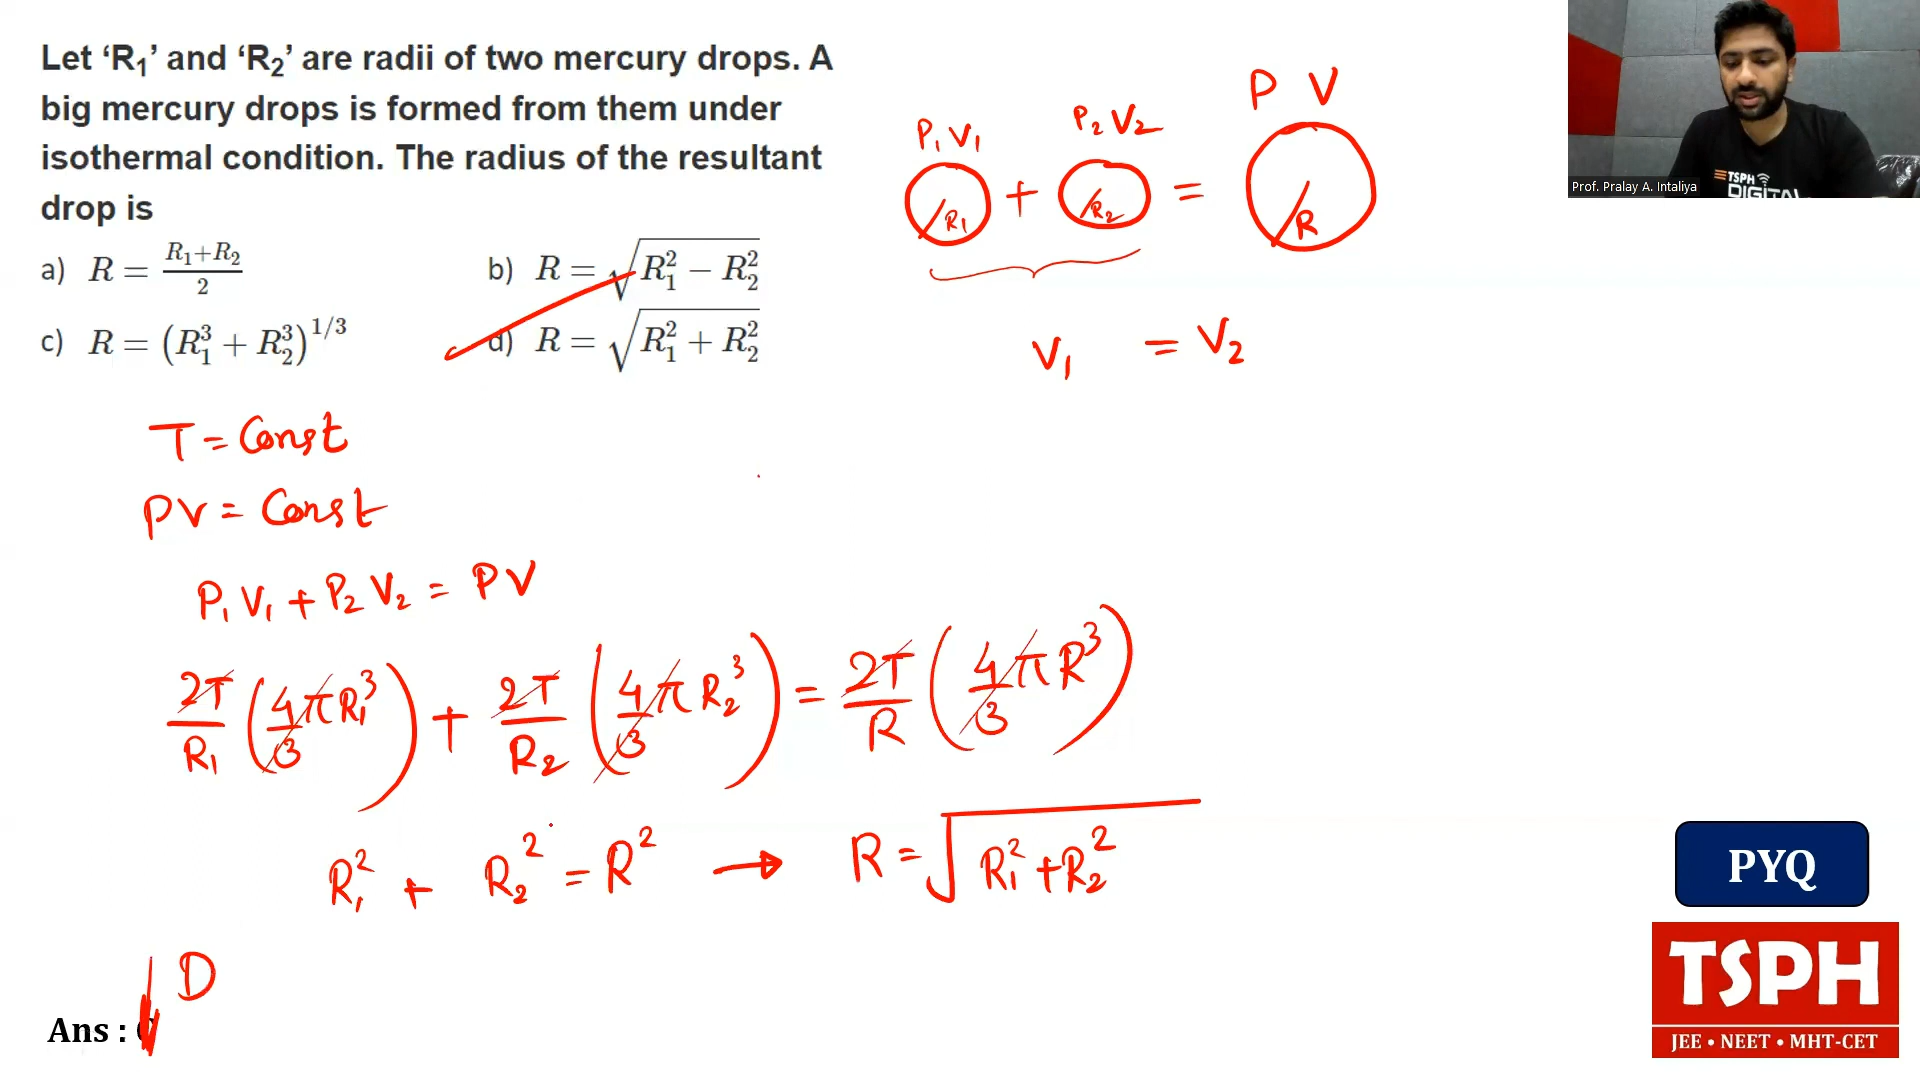 Let ‘R₁’ and ‘R₂’ are radii of two mercury drops. A
big mercury drops is formed from them under
isothermal condition. The radius of the resultant
drop is
a) R = (R₁+R₂)/2
b) R = √(R₁² − R₂²)
c) R = (R₁³ + R₂³)^1/3
d) R = √(R₁² + R₂²)
P₁V₁ P₂V₂ P V
R₁ + R₂ = R
V₁ = V₂
T = Const
PV = Const
P₁V₁ + P₂V₂ = PV
2T/R₁ (4/3 πR₁³) + 2T/R₂ (4/3 πR₂³) = 2T/R (4/3 πR³)
R₁² + R₂² = R² → R = √(R₁² + R₂²)
D
Ans :
Prof. Pralay A. Intaliya
TSPH
DIGITAL
PYQ
TSPH
JEE • NEET • MHT-CET